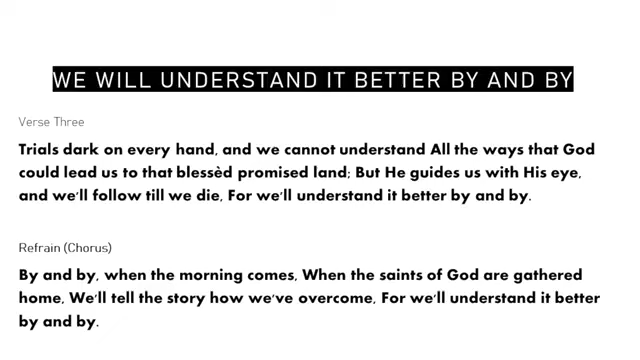 WE WILL UNDERSTAND IT BETTER BY AND BY
Verse Three
Trials dark on every hand, and we cannot understand All the ways that God
could lead us to that blessèd promised land; But He guides us with His eye,
and we'll follow till we die, For we'll understand it better by and by.
Refrain (Chorus)
By and by, when the morning comes, When the saints of God are gathered
home, We'll tell the story how we've overcome, For we'll understand it better
by and by.